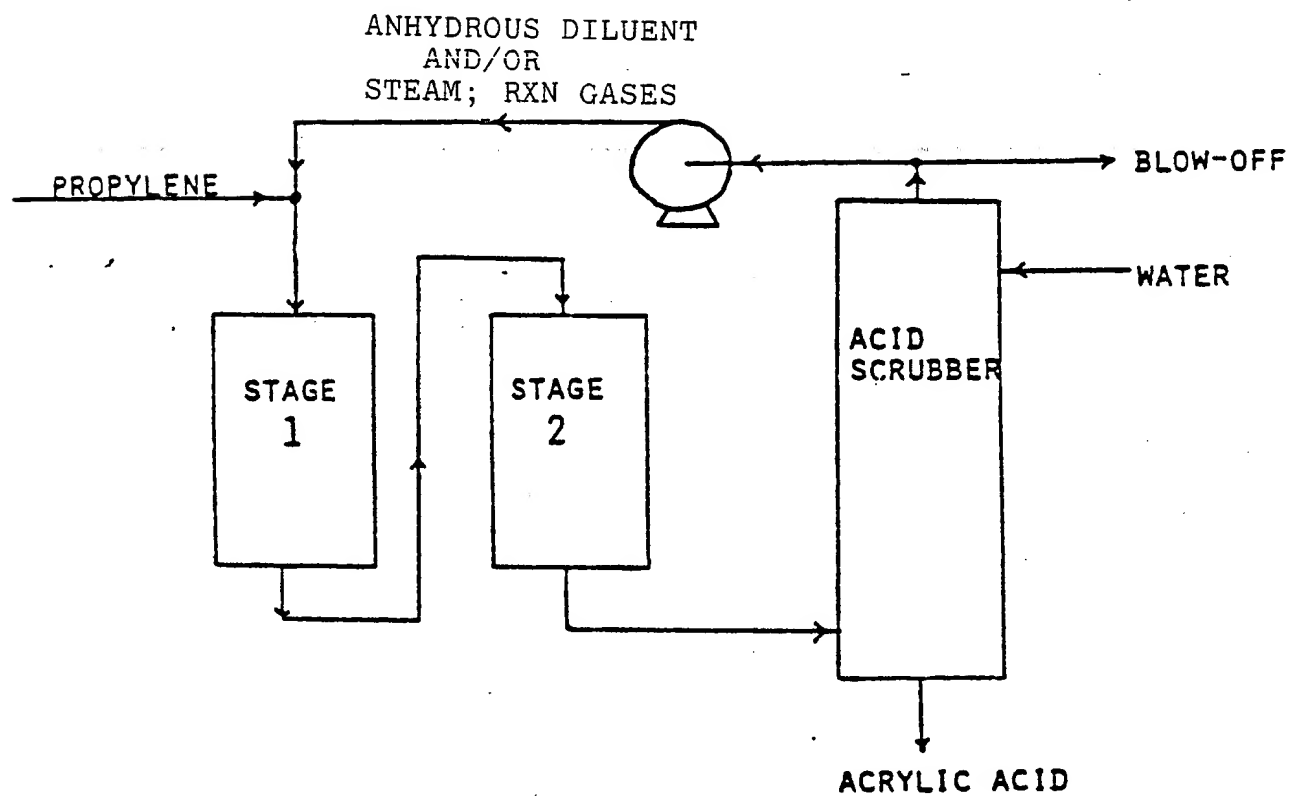 ANHYDROUS DILUENT
AND/OR
STEAM; RXN GASES
PROPYLENE
BLOW-OFF
WATER
ACID
SCRUBBER
STAGE
1
STAGE
2
ACRYLIC ACID